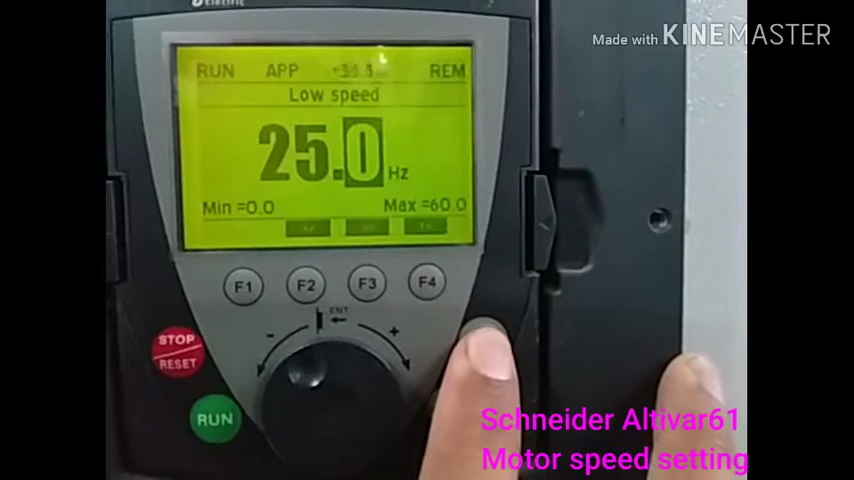 Electric
Made with KINEMASTER
RUN APP REM
Low speed
25.0 Hz
Min =0.0 Max =60.0
<<
F1 F2 F3 F4
ENT
- +
STOP
RESET
RUN
Schneider Altivar61
Motor speed setting